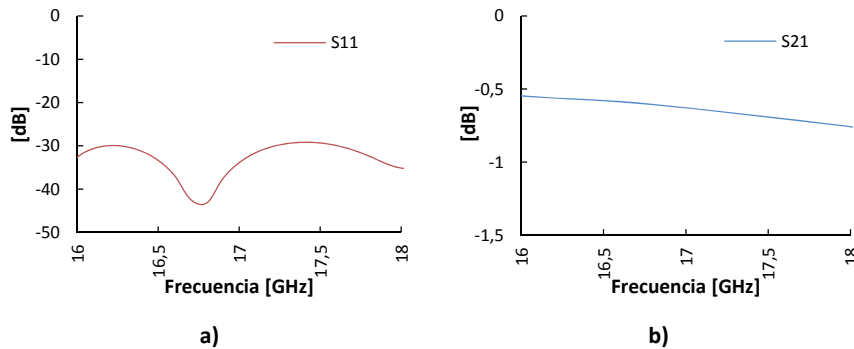 0
-10
-20
-30
-40
-50
[dB]
S11
16
16,5
17
17,5
18
Frecuencia [GHz]
a)
0
-0,5
-1
-1,5
[dB]
S21
16
16,5
17
17,5
18
Frecuencia [GHz]
b)